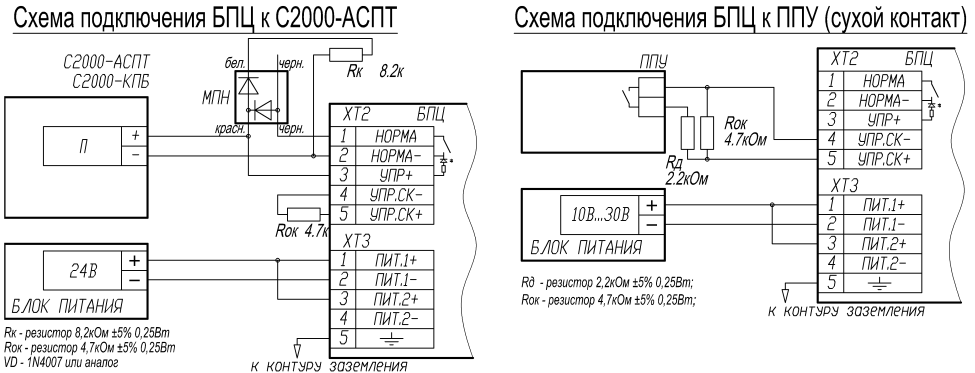 Схема подключения БПЦ к С2000-АСПТ
С2000-АСПТ
С2000-КПБ
П
+
−
бел.
черн.
МПН
красн.
черн.
Rк 8.2к
XT2 БПЦ
1 НОРМА
2 НОРМА-
3 УПР+
4 УПР.СК-
5 УПР.СК+
*
Rок 4.7к
XT3
1 ПИТ.1+
2 ПИТ.1-
3 ПИТ.2+
4 ПИТ.2-
5
24В
+
−
БЛОК ПИТАНИЯ
к контуру заземления
Rк - резистор 8,2кОм ±5% 0,25Вт
Rок - резистор 4,7кОм ±5% 0,25Вт
VD - 1N4007 или аналог
Схема подключения БПЦ к ППУ (сухой контакт)
ППУ
Rок
4.7кОм
Rд
2.2кОм
XT2 БПЦ
1 НОРМА
2 НОРМА-
3 УПР+
4 УПР.СК-
5 УПР.СК+
*
XT3
1 ПИТ.1+
2 ПИТ.1-
3 ПИТ.2+
4 ПИТ.2-
5
10В...30В
+
−
БЛОК ПИТАНИЯ
к контуру заземления
Rд - резистор 2,2кОм ±5% 0,25Вт;
Rок - резистор 4,7кОм ±5% 0,25Вт;